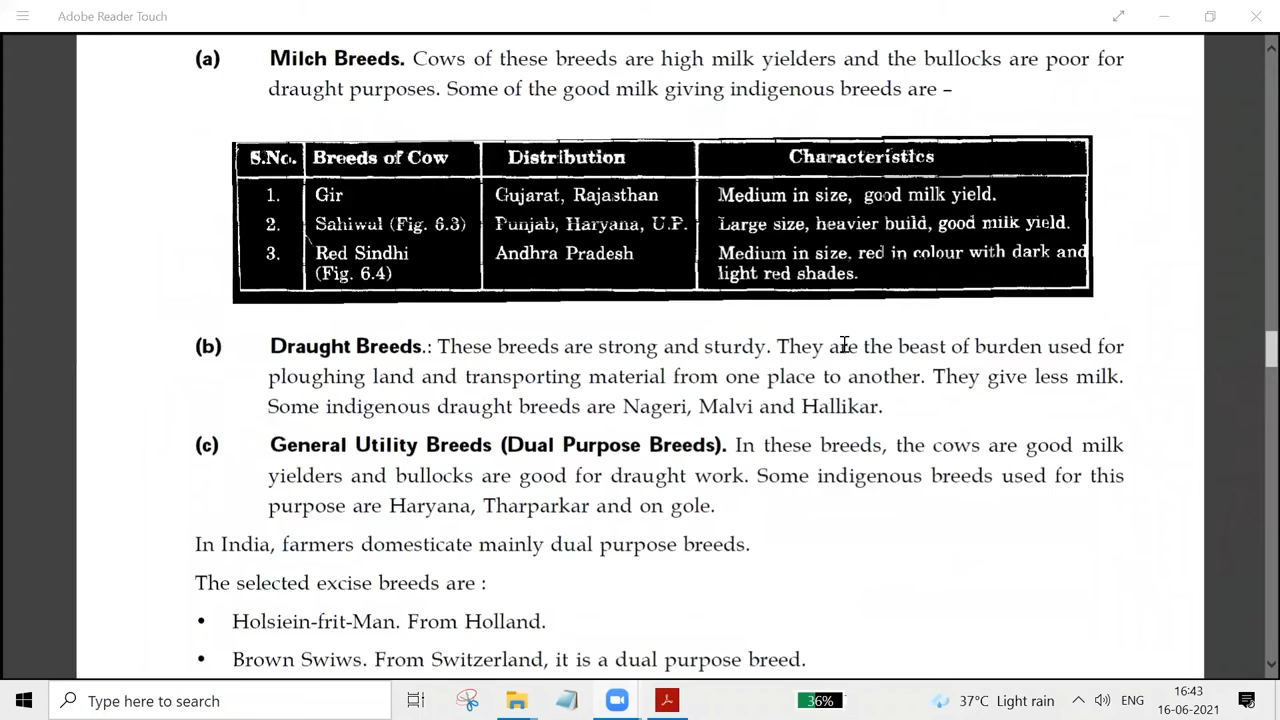 Adobe Reader Touch
(a) Milch Breeds. Cows of these breeds are high milk yielders and the bullocks are poor for
draught purposes. Some of the good milk giving indigenous breeds are –
S.No. Breeds of Cow Distribution Characteristics
1. Gir Gujarat, Rajasthan Medium in size, good milk yield.
2. Sahiwal (Fig. 6.3) Punjab, Haryana, U.P. Large size, heavier build, good milk yield.
3. Red Sindhi Andhra Pradesh Medium in size, red in colour with dark and
(Fig. 6.4) light red shades.
(b) Draught Breeds.: These breeds are strong and sturdy. They are the beast of burden used for
ploughing land and transporting material from one place to another. They give less milk.
Some indigenous draught breeds are Nageri, Malvi and Hallikar.
(c) General Utility Breeds (Dual Purpose Breeds). In these breeds, the cows are good milk
yielders and bullocks are good for draught work. Some indigenous breeds used for this
purpose are Haryana, Tharparkar and on gole.
In India, farmers domesticate mainly dual purpose breeds.
The selected excise breeds are :
• Holsiein-frit-Man. From Holland.
• Brown Swiws. From Switzerland, it is a dual purpose breed.
Type here to search 36% 37°C Light rain ENG 16:43
16-06-2021